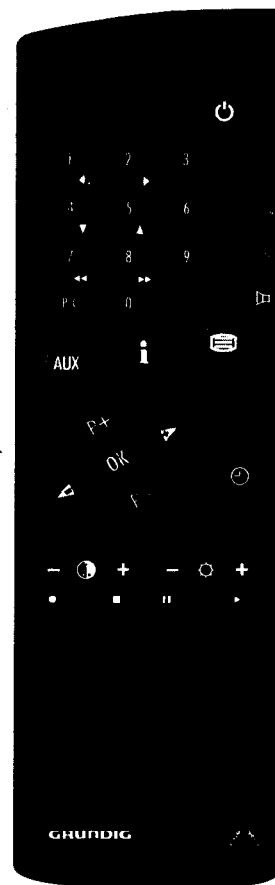 1 2 3
4 5 6
7 8 9
P/C 0
AUX i
P+
OK
P-
- + - +
GRUNDIG